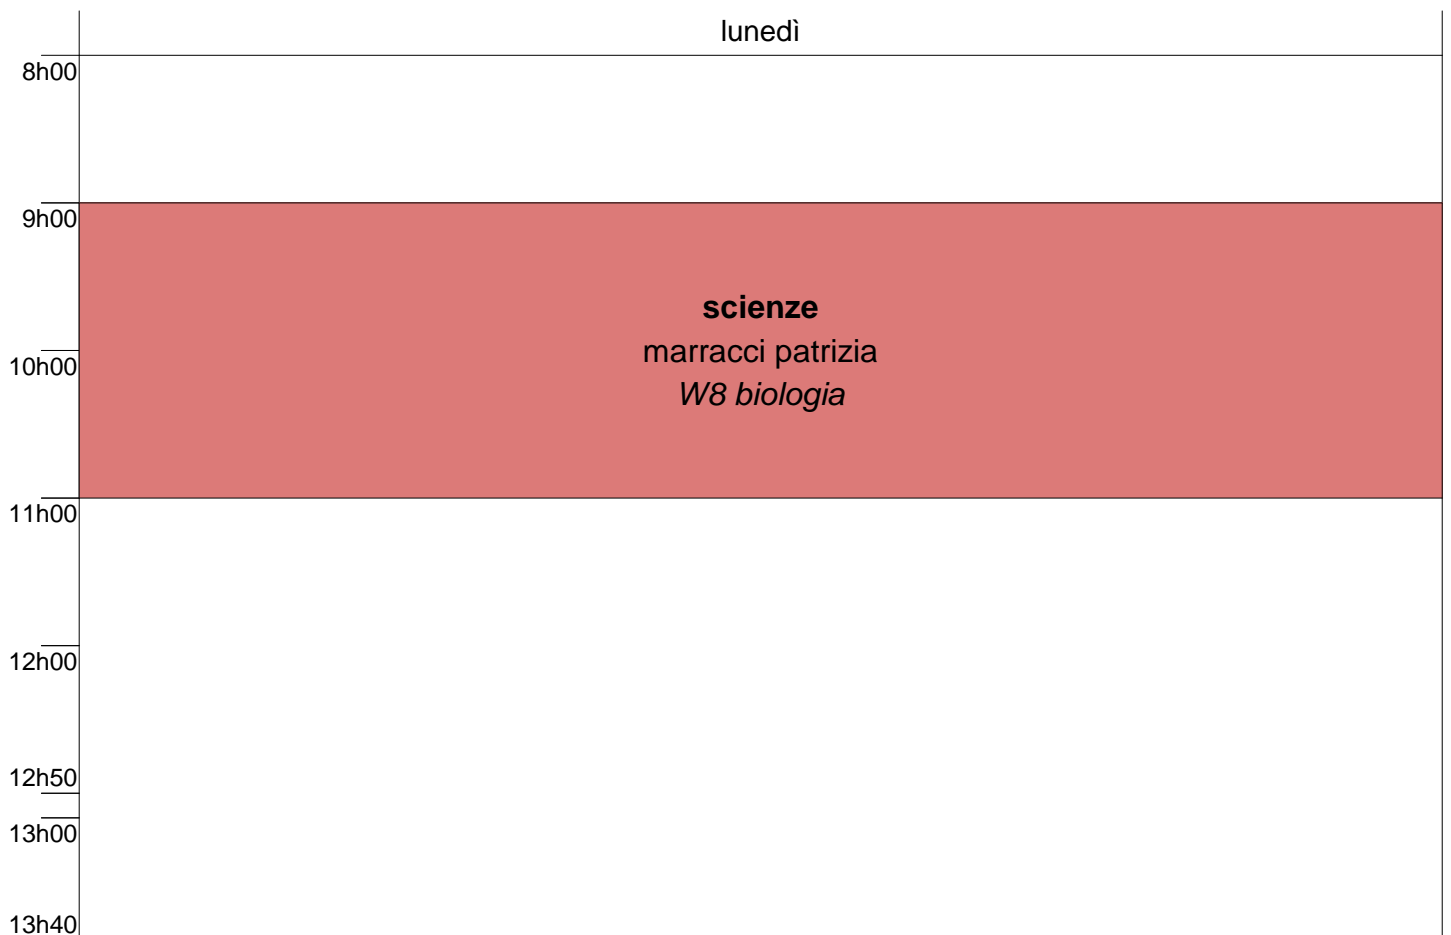 lunedì
8h00
9h00
scienze
marracci patrizia
10h00
W8 biologia
11h00
12h00
12h50
13h00
13h40